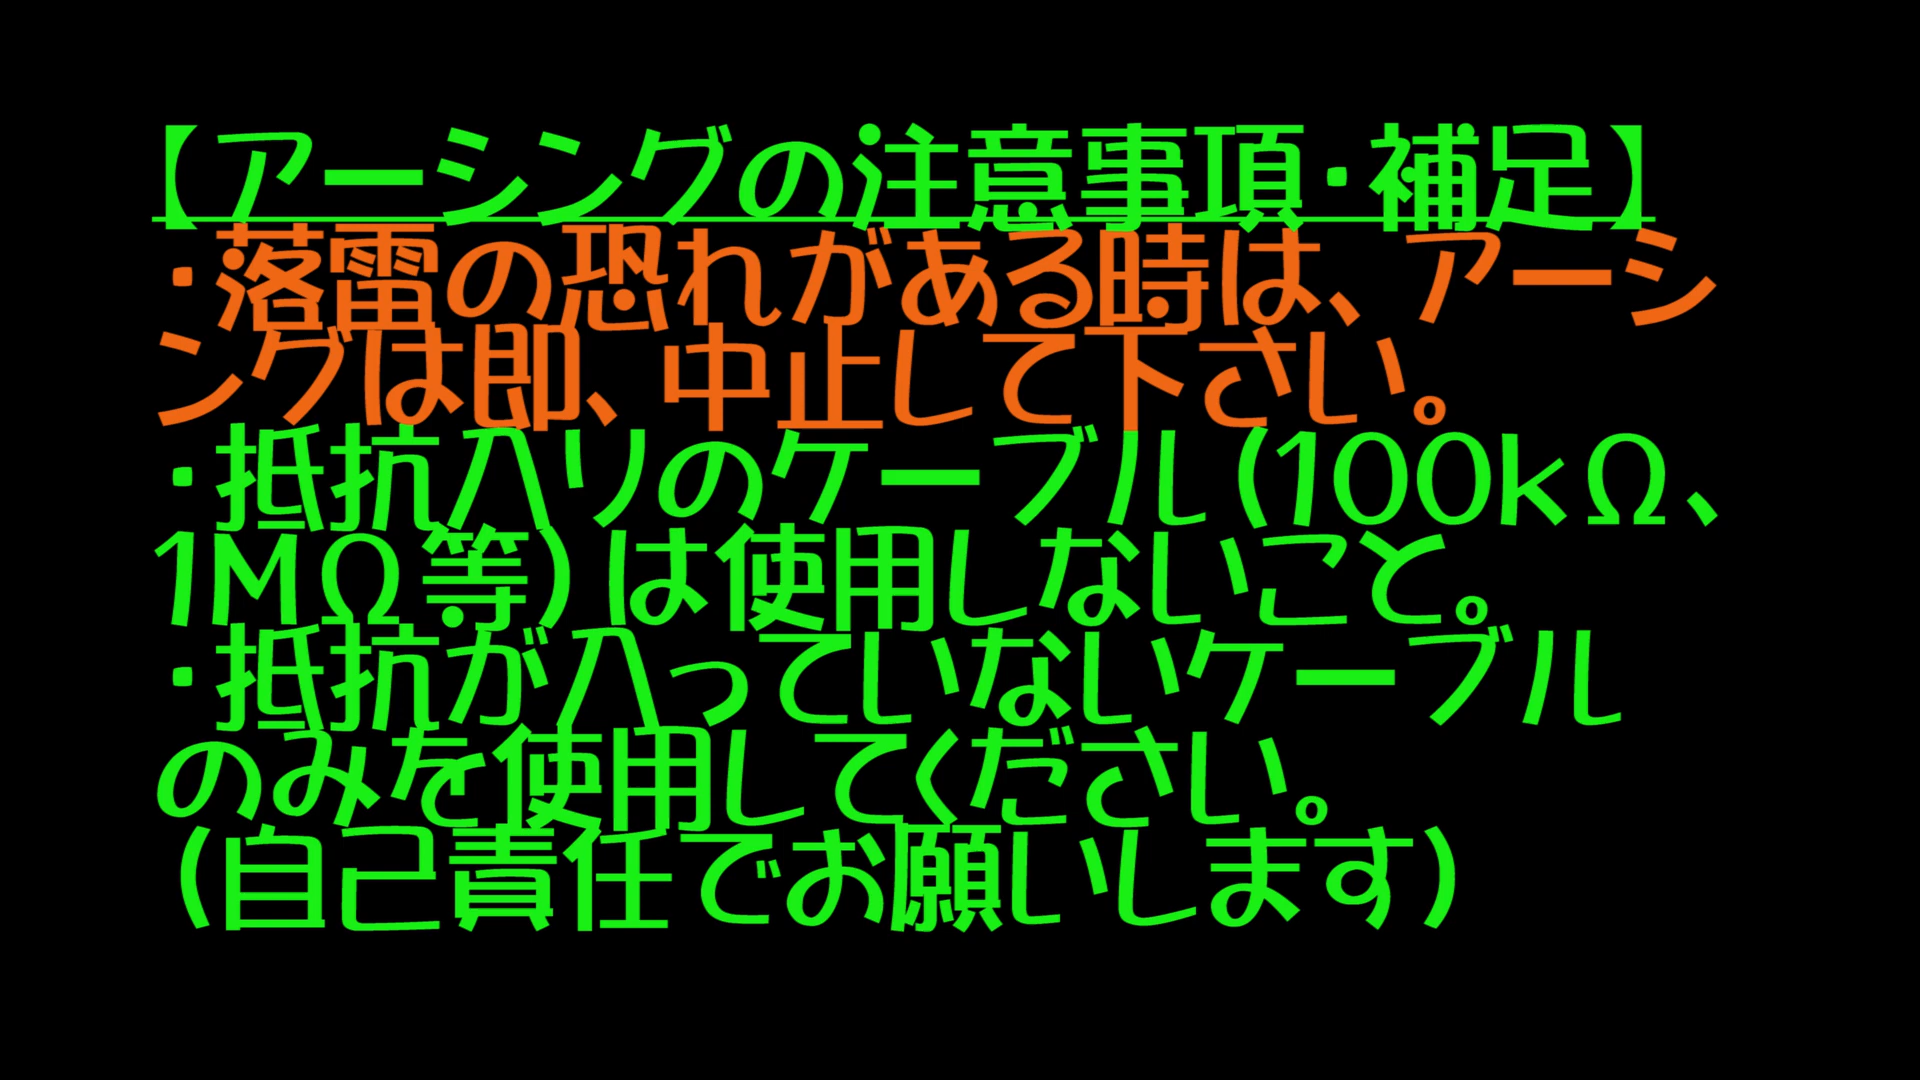 【アーシングの注意事項・補足】
・落雷の恐れがある時は、アーシ
ングは即、中止して下さい。
・抵抗入りのケーブル(100kΩ、
1MΩ等)は使用しないこと。
・抵抗が入っていないケーブル
のみを使用してください。
(自己責任でお願いします)